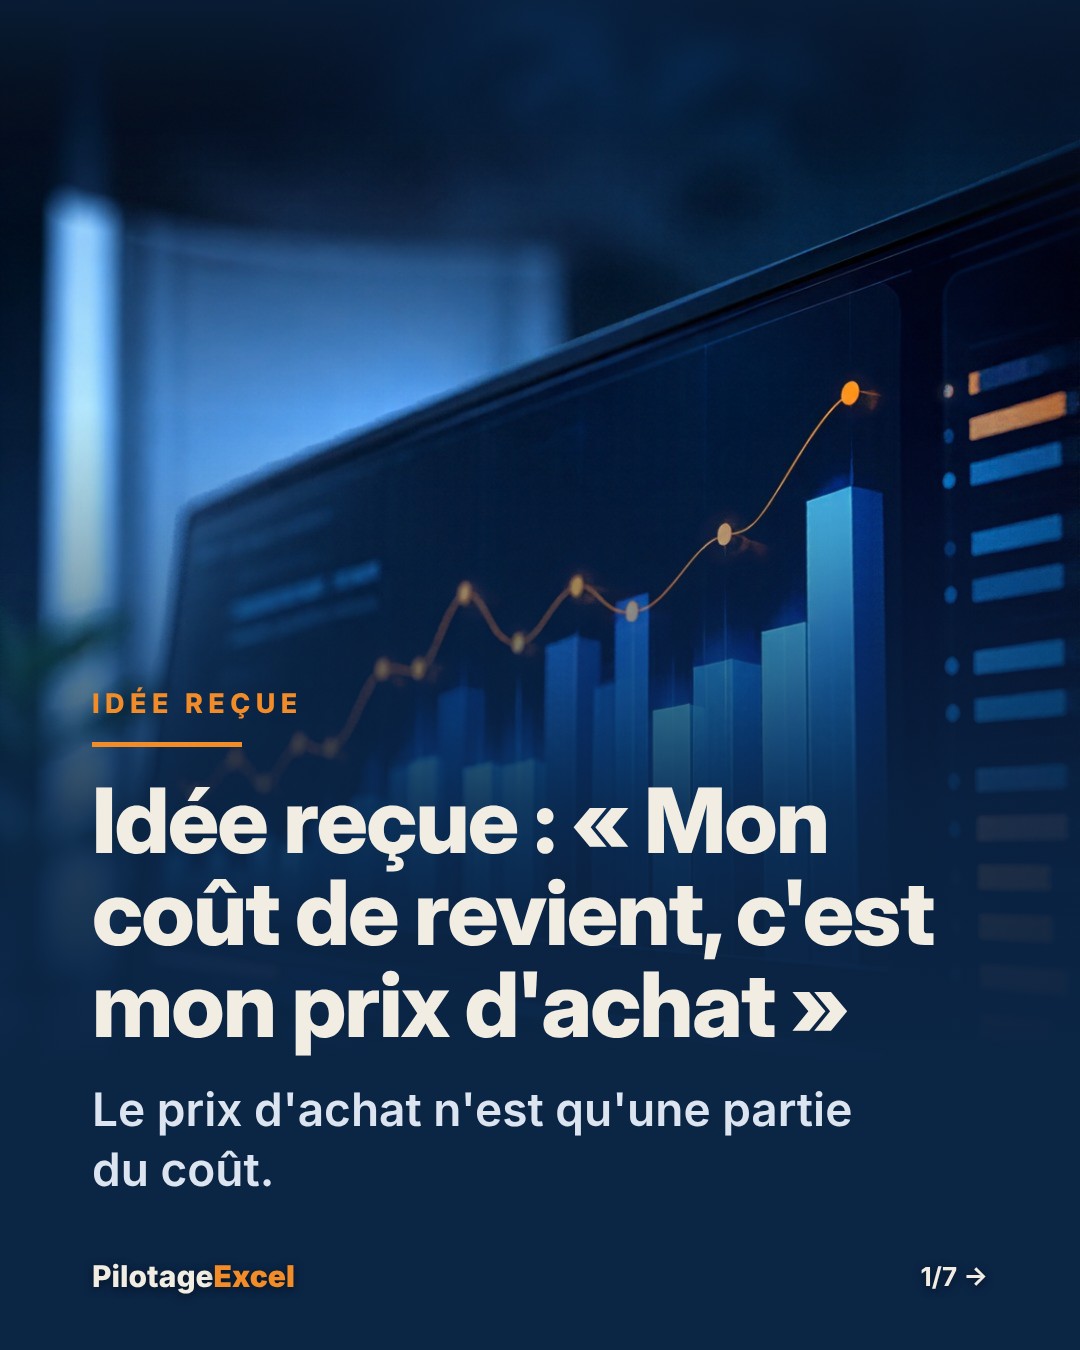 IDÉE REÇUE
Idée reçue : « Mon
coût de revient, c'est
mon prix d'achat »
Le prix d'achat n'est qu'une partie
du coût.
PilotageExcel
1/7 →